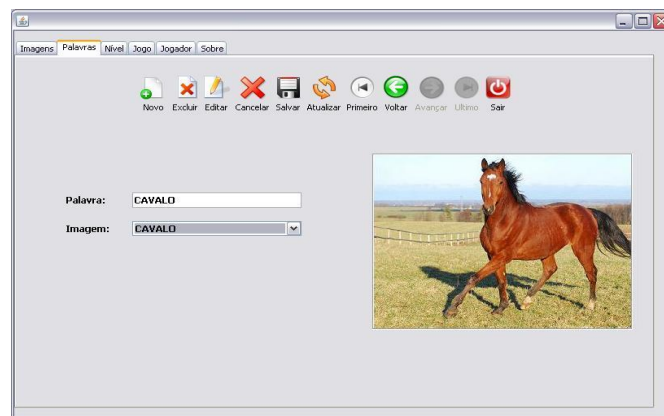 Imagens Palavras Nível Jogo Jogador Sobre
Novo Excluir Editar Cancelar Salvar Atualizar Primeiro Voltar Avançar Ultimo Sair
Palavra: CAVALO
Imagem: CAVALO